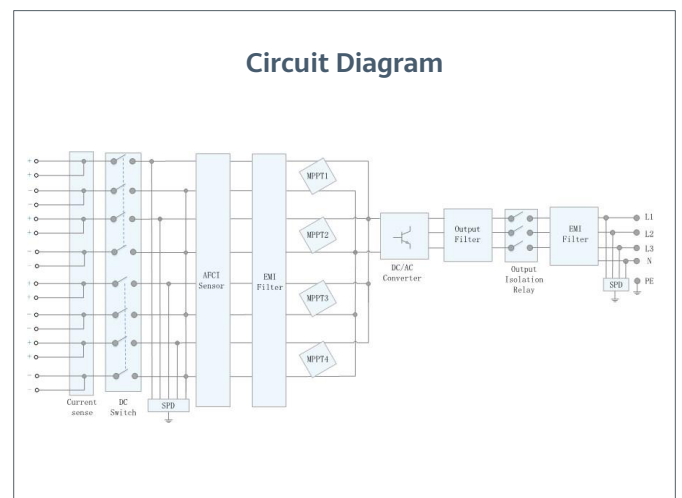 Circuit Diagram
+
+
-
-
+
+
-
-
+
+
-
-
+
+
-
-
Current
sense
DC
Switch
SPD
AFCI
Sensor
EMI
Filter
MPPT1
MPPT2
MPPT3
MPPT4
DC/AC
Converter
Output
Filter
Output
Isolation
Relay
EMI
Filter
L1
L2
L3
N
SPD
PE